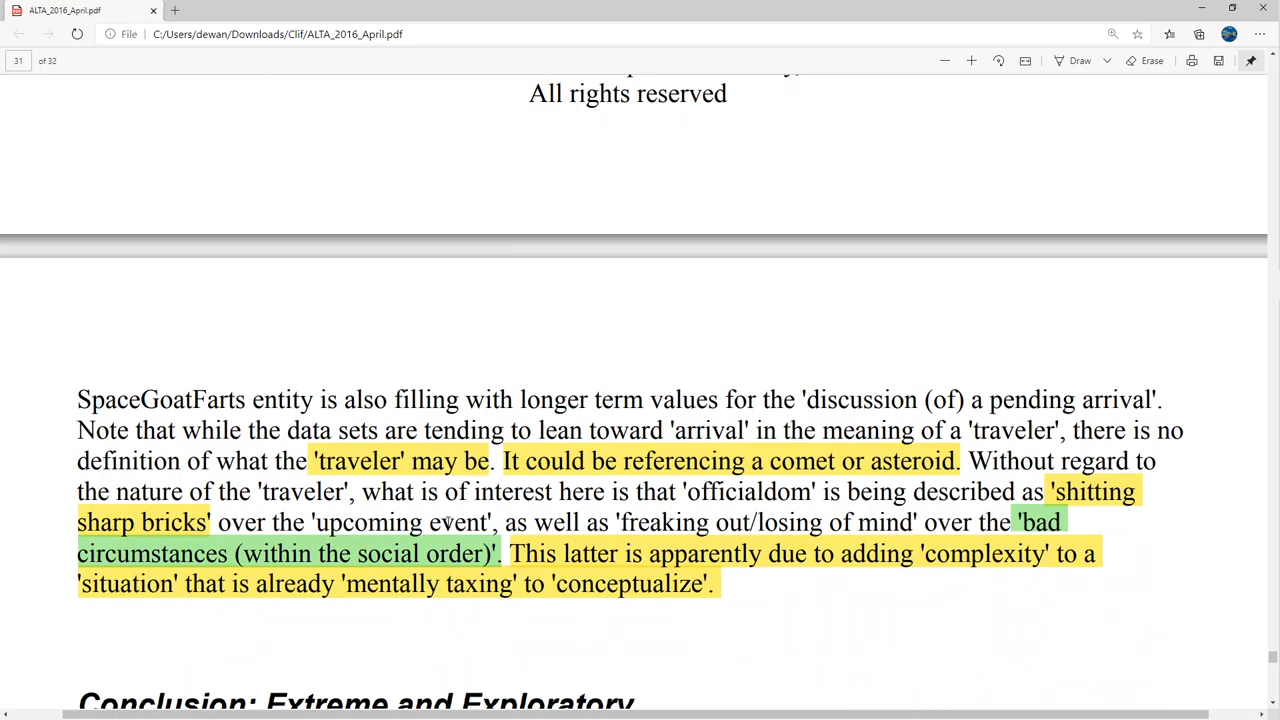 ALTA_2016_April.pdf
File C:/Users/dewan/Downloads/Clif/ALTA_2016_April.pdf
31 of 32 Draw Erase
All rights reserved
SpaceGoatFarts entity is also filling with longer term values for the 'discussion (of) a pending arrival'.
Note that while the data sets are tending to lean toward 'arrival' in the meaning of a 'traveler', there is no
definition of what the 'traveler' may be. It could be referencing a comet or asteroid. Without regard to
the nature of the 'traveler', what is of interest here is that 'officialdom' is being described as 'shitting
sharp bricks' over the 'upcoming event', as well as 'freaking out/losing of mind' over the 'bad
circumstances (within the social order)'. This latter is apparently due to adding 'complexity' to a
'situation' that is already 'mentally taxing' to 'conceptualize'.
Conclusion: Extreme and Exploratory